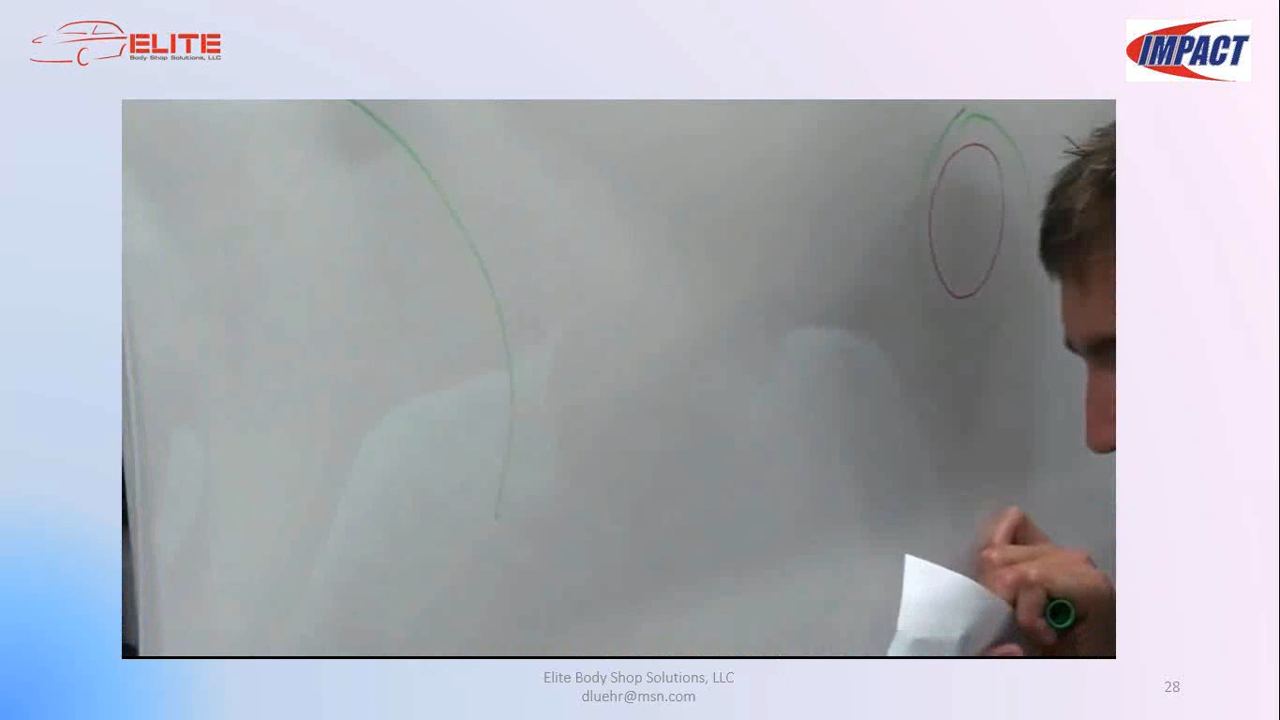 ELITE
Body Shop Solutions, LLC
IMPACT
Elite Body Shop Solutions, LLC
dluehr@msn.com
28